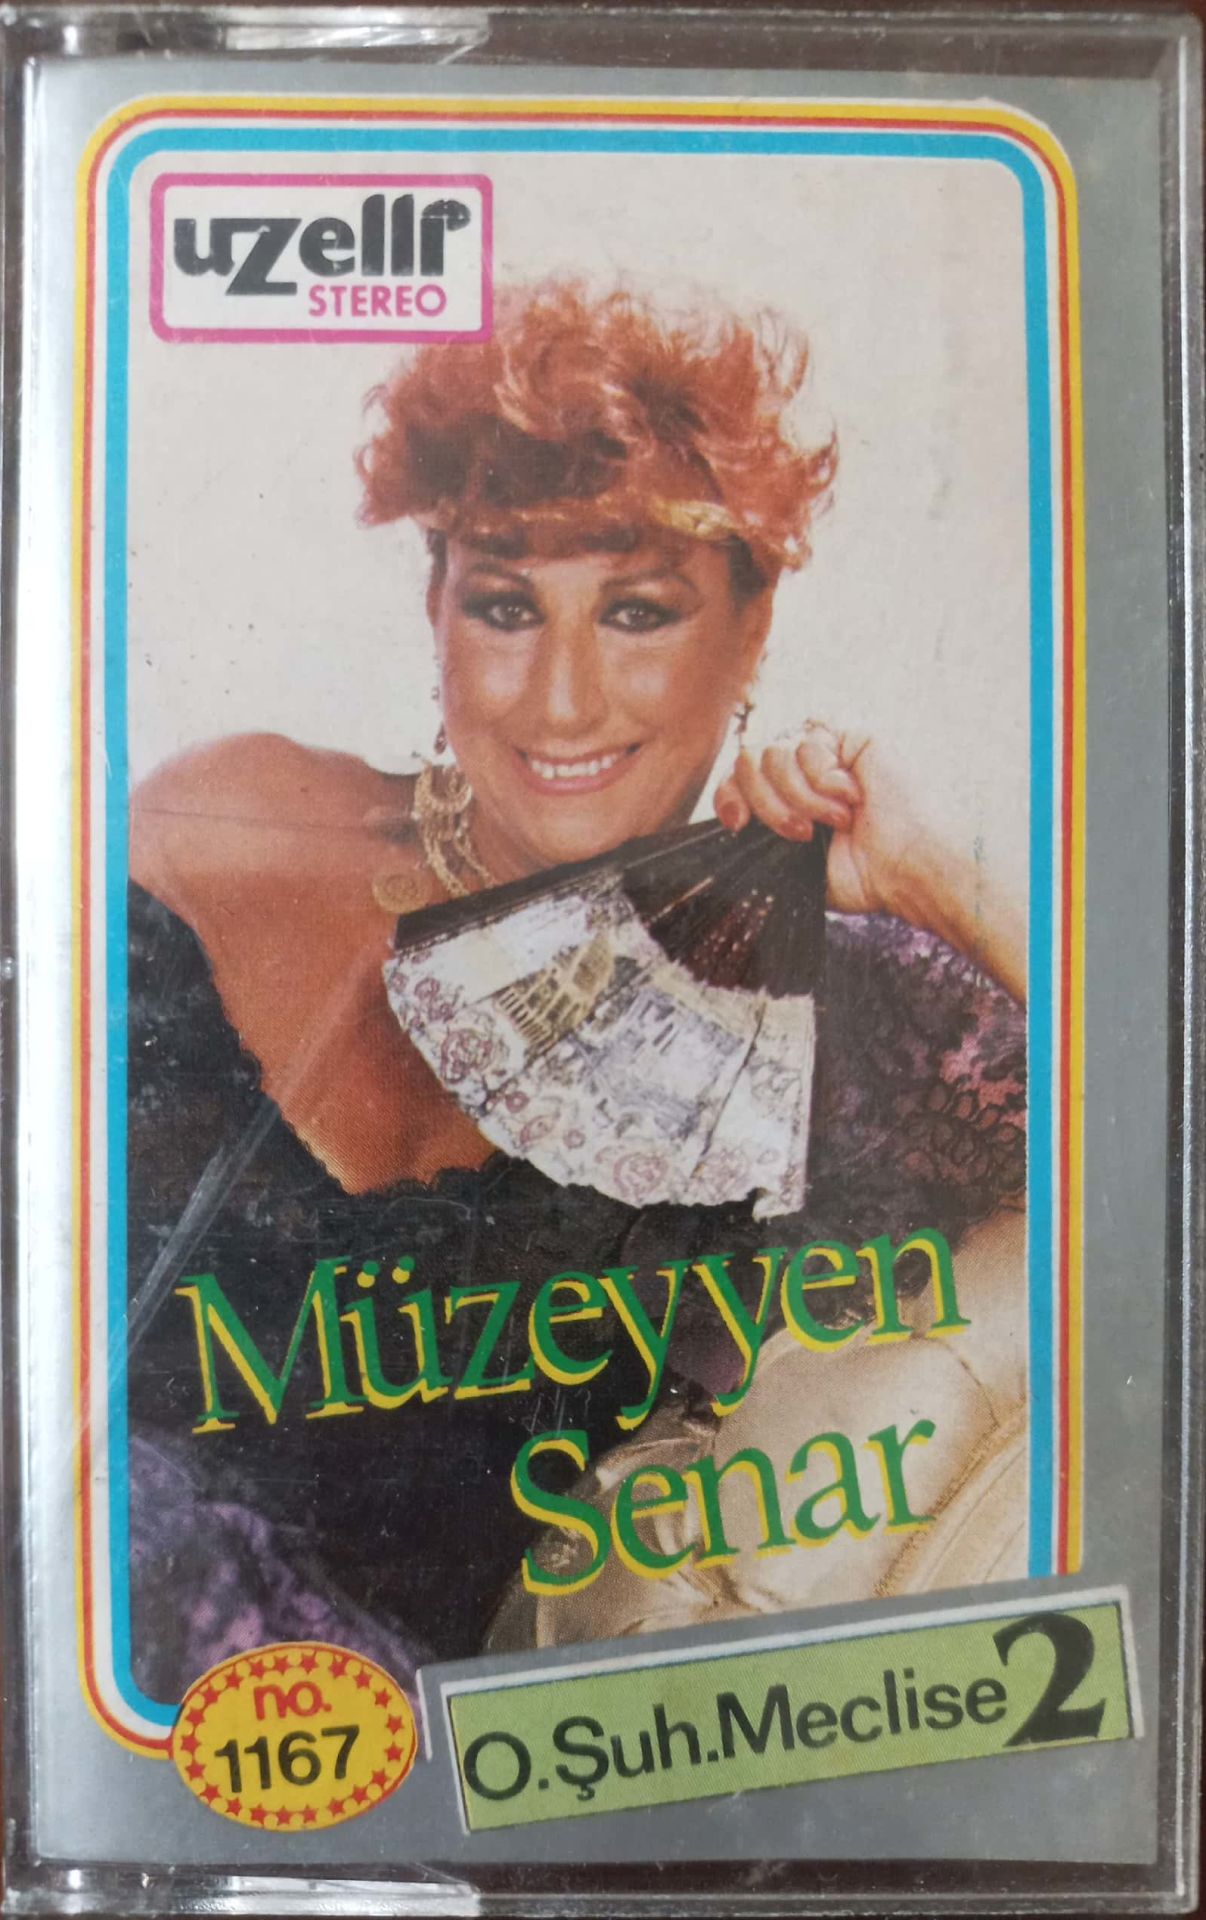 uzelli
STEREO
Müzeyyen
Senar
no.
1167
O.Şuh.Meclise 2